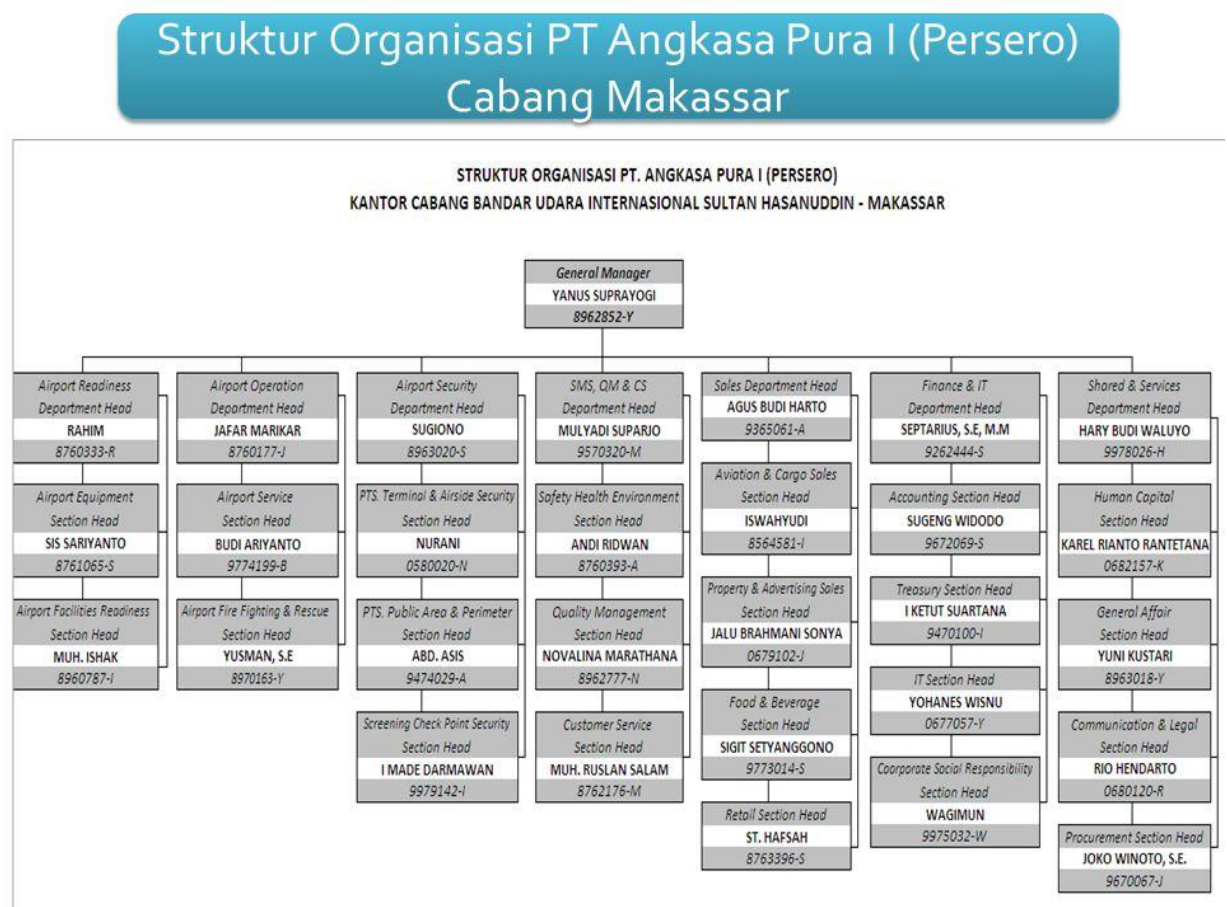 Struktur Organisasi PT Angkasa Pura I (Persero)
Cabang Makassar
STRUKTUR ORGANISASI PT. ANGKASA PURA I (PERSERO)
KANTOR CABANG BANDAR UDARA INTERNASIONAL SULTAN HASANUDDIN - MAKASSAR
General Manager
YANUS SUPRAYOGI
8962852-Y
Airport Readiness
Department Head
RAHIM
8760333-R
Airport Equipment
Section Head
SIS SARIYANTO
8761065-S
Airport Facilities Readiness
Section Head
MUH. ISHAK
8960787-I
Airport Operation
Department Head
JAFAR MARIKAR
8760177-J
Airport Service
Section Head
BUDI ARIYANTO
9774199-B
Airport Fire Fighting & Rescue
Section Head
YUSMAN, S.E
8970163-Y
Airport Security
Department Head
SUGIONO
8963020-S
PTS. Terminal & Airside Security
Section Head
NURANI
0580020-N
PTS. Public Area & Perimeter
Section Head
ABD. ASIS
9474029-A
Screening Check Point Security
Section Head
I MADE DARMAWAN
9979142-I
SMS, QM & CS
Department Head
MULYADI SUPARJO
9570320-M
Safety Health Environment
Section Head
ANDI RIDWAN
8760393-A
Quality Management
Section Head
NOVALINA MARATHANA
8962777-N
Customer Service
Section Head
MUH. RUSLAN SALAM
8762176-M
Sales Department Head
AGUS BUDI HARTO
9365061-A
Aviation & Cargo Sales
Section Head
ISWAHYUDI
8564581-I
Property & Advertising Sales
Section Head
JALU BRAHMANI SONYA
0679102-J
Food & Beverage
Section Head
SIGIT SETYANGGONO
9773014-S
Retail Section Head
ST. HAFSAH
8763396-S
Finance & IT
Department Head
SEPTARIUS, S.E, M.M
9262444-S
Accounting Section Head
SUGENG WIDODO
9672069-S
Treasury Section Head
I KETUT SUARTANA
9470100-I
IT Section Head
YOHANES WISNU
0677057-Y
Coorporate Social Responsibility
Section Head
WAGIMUN
9975032-W
Shared & Services
Department Head
HARY BUDI WALUYO
9978026-H
Human Capital
Section Head
KAREL RIANTO RANTETANA
0682157-K
General Affair
Section Head
YUNI KUSTARI
8963018-Y
Communication & Legal
Section Head
RIO HENDARTO
0680120-R
Procurement Section Head
JOKO WINOTO, S.E.
9670067-J